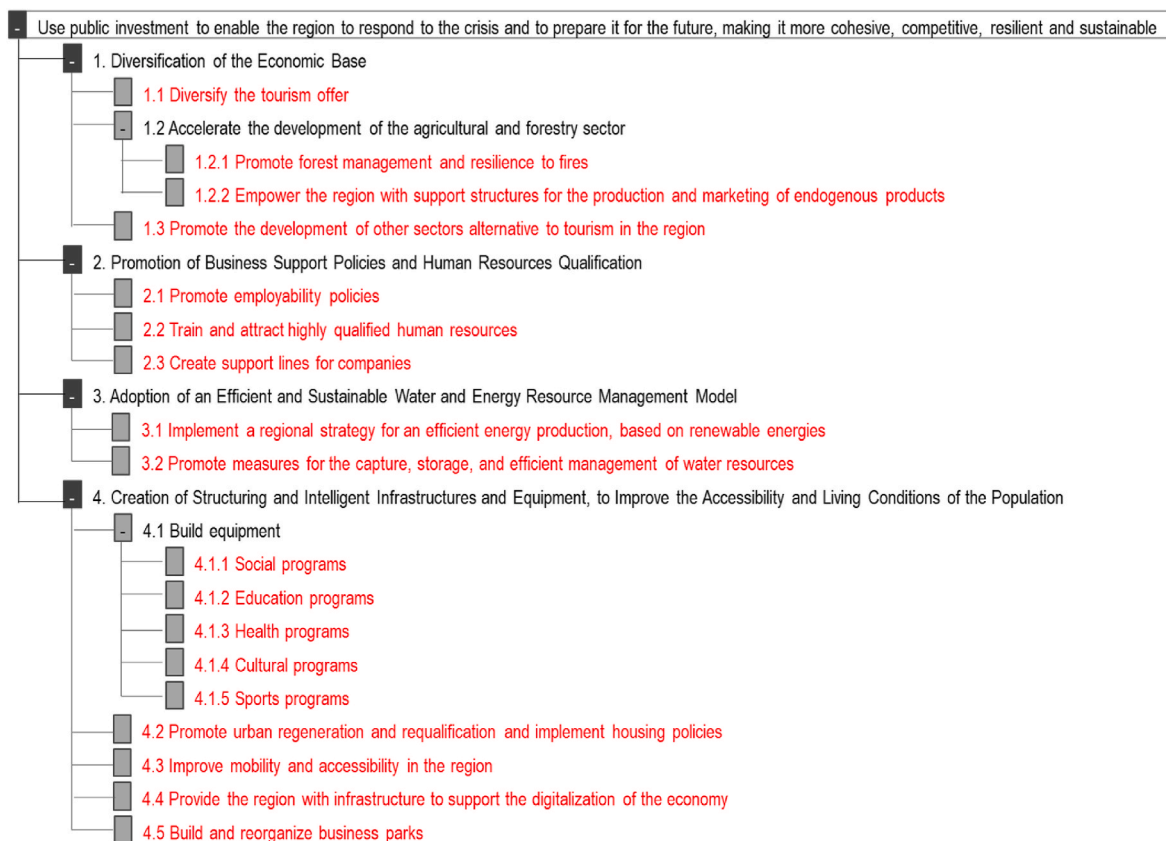 Use public investment to enable the region to respond to the crisis and to prepare it for the future, making it more cohesive, competitive, resilient and sustainable
1. Diversification of the Economic Base
1.1 Diversify the tourism offer
1.2 Accelerate the development of the agricultural and forestry sector
1.2.1 Promote forest management and resilience to fires
1.2.2 Empower the region with support structures for the production and marketing of endogenous products
1.3 Promote the development of other sectors alternative to tourism in the region
2. Promotion of Business Support Policies and Human Resources Qualification
2.1 Promote employability policies
2.2 Train and attract highly qualified human resources
2.3 Create support lines for companies
3. Adoption of an Efficient and Sustainable Water and Energy Resource Management Model
3.1 Implement a regional strategy for an efficient energy production, based on renewable energies
3.2 Promote measures for the capture, storage, and efficient management of water resources
4. Creation of Structuring and Intelligent Infrastructures and Equipment, to Improve the Accessibility and Living Conditions of the Population
4.1 Build equipment
4.1.1 Social programs
4.1.2 Education programs
4.1.3 Health programs
4.1.4 Cultural programs
4.1.5 Sports programs
4.2 Promote urban regeneration and requalification and implement housing policies
4.3 Improve mobility and accessibility in the region
4.4 Provide the region with infrastructure to support the digitalization of the economy
4.5 Build and reorganize business parks